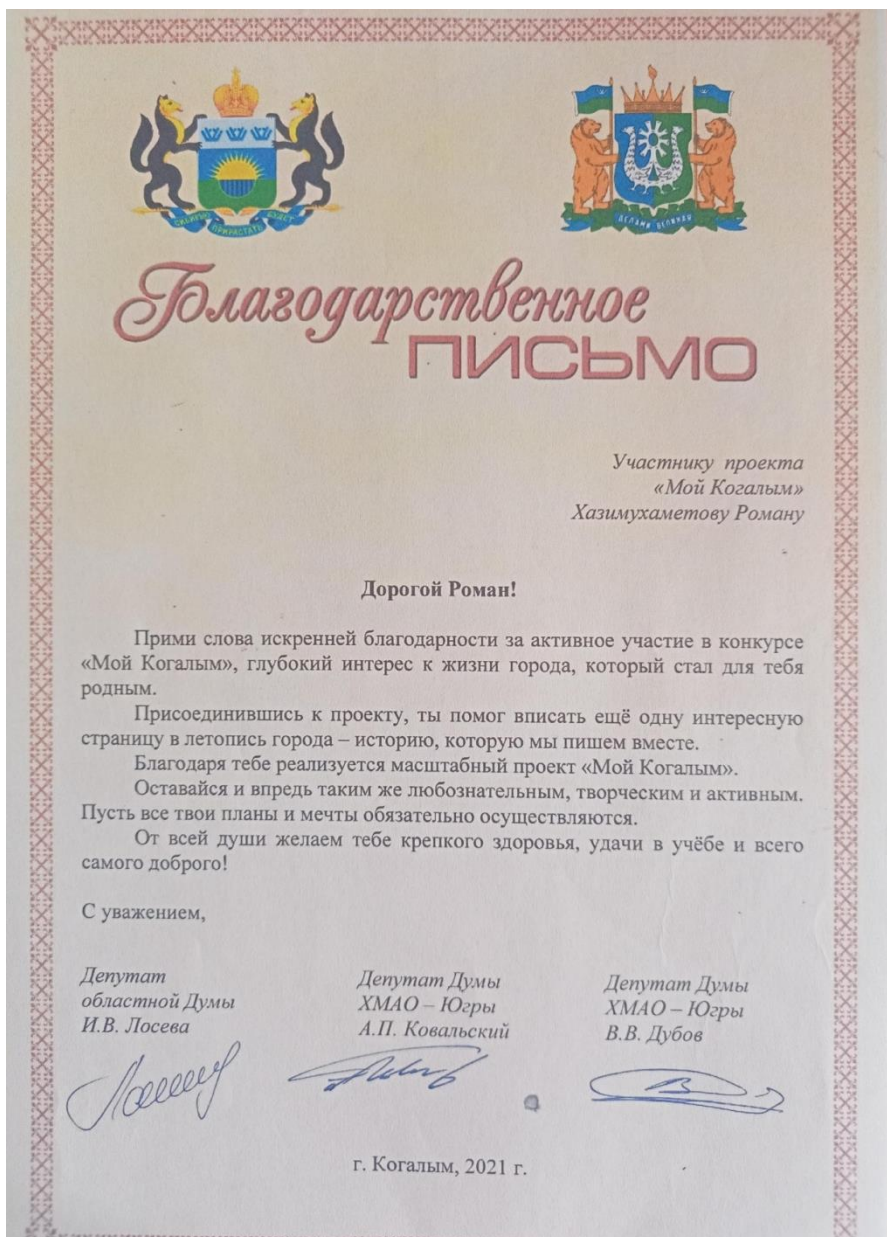 СИБИРЬЮ ПРИРАСТАТЬ БУДЕТ
ДЕЛАМИ ВЕЛИКАЯ
Благодарственное
ПИСЬМО
Участнику проекта
«Мой Когалым»
Хазимухаметову Роману
Дорогой Роман!
Прими слова искренней благодарности за активное участие в конкурсе
«Мой Когалым», глубокий интерес к жизни города, который стал для тебя
родным.
Присоединившись к проекту, ты помог вписать ещё одну интересную
страницу в летопись города – историю, которую мы пишем вместе.
Благодаря тебе реализуется масштабный проект «Мой Когалым».
Оставайся и впредь таким же любознательным, творческим и активным.
Пусть все твои планы и мечты обязательно осуществляются.
От всей души желаем тебе крепкого здоровья, удачи в учёбе и всего
самого доброго!
С уважением,
Депутат
областной Думы
И.В. Лосева
Депутат Думы
ХМАО – Югры
А.П. Ковальский
Депутат Думы
ХМАО – Югры
В.В. Дубов
г. Когалым, 2021 г.